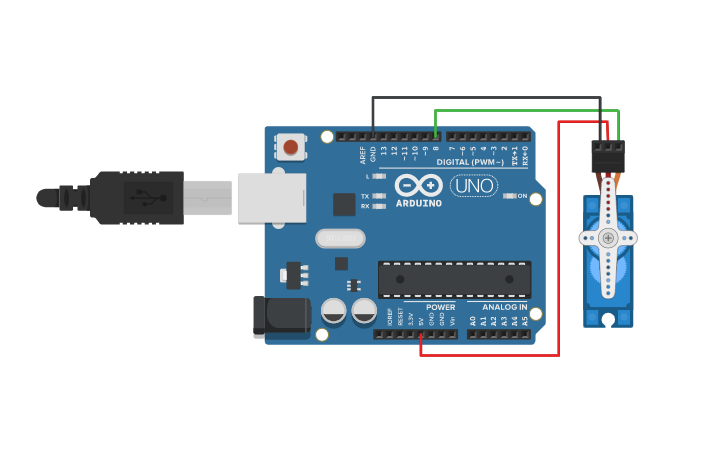 AREF
GND
13
12
~11
~10
~9
8
7
~6
~5
4
~3
2
TX→1
RX←0
DIGITAL (PWM~)
L
TX
RX
ARDUINO
UNO
ON
POWER
ANALOG IN
IOREF
RESET
3.3V
5V
GND
GND
Vin
A0
A1
A2
A3
A4
A5